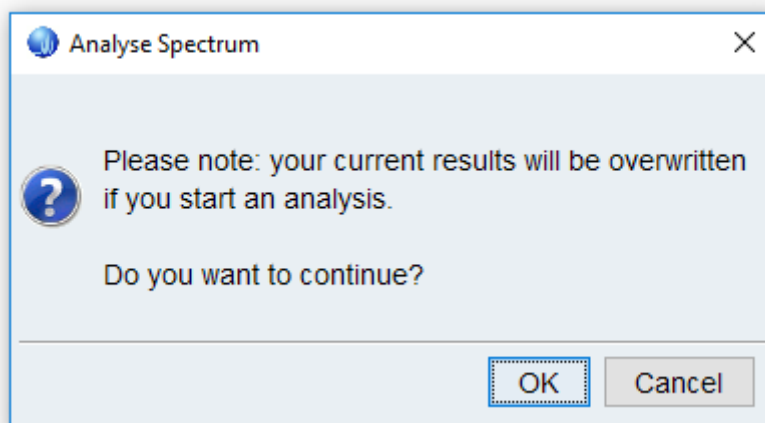 Analyse Spectrum
Please note: your current results will be overwritten
if you start an analysis.
Do you want to continue?
OK
Cancel